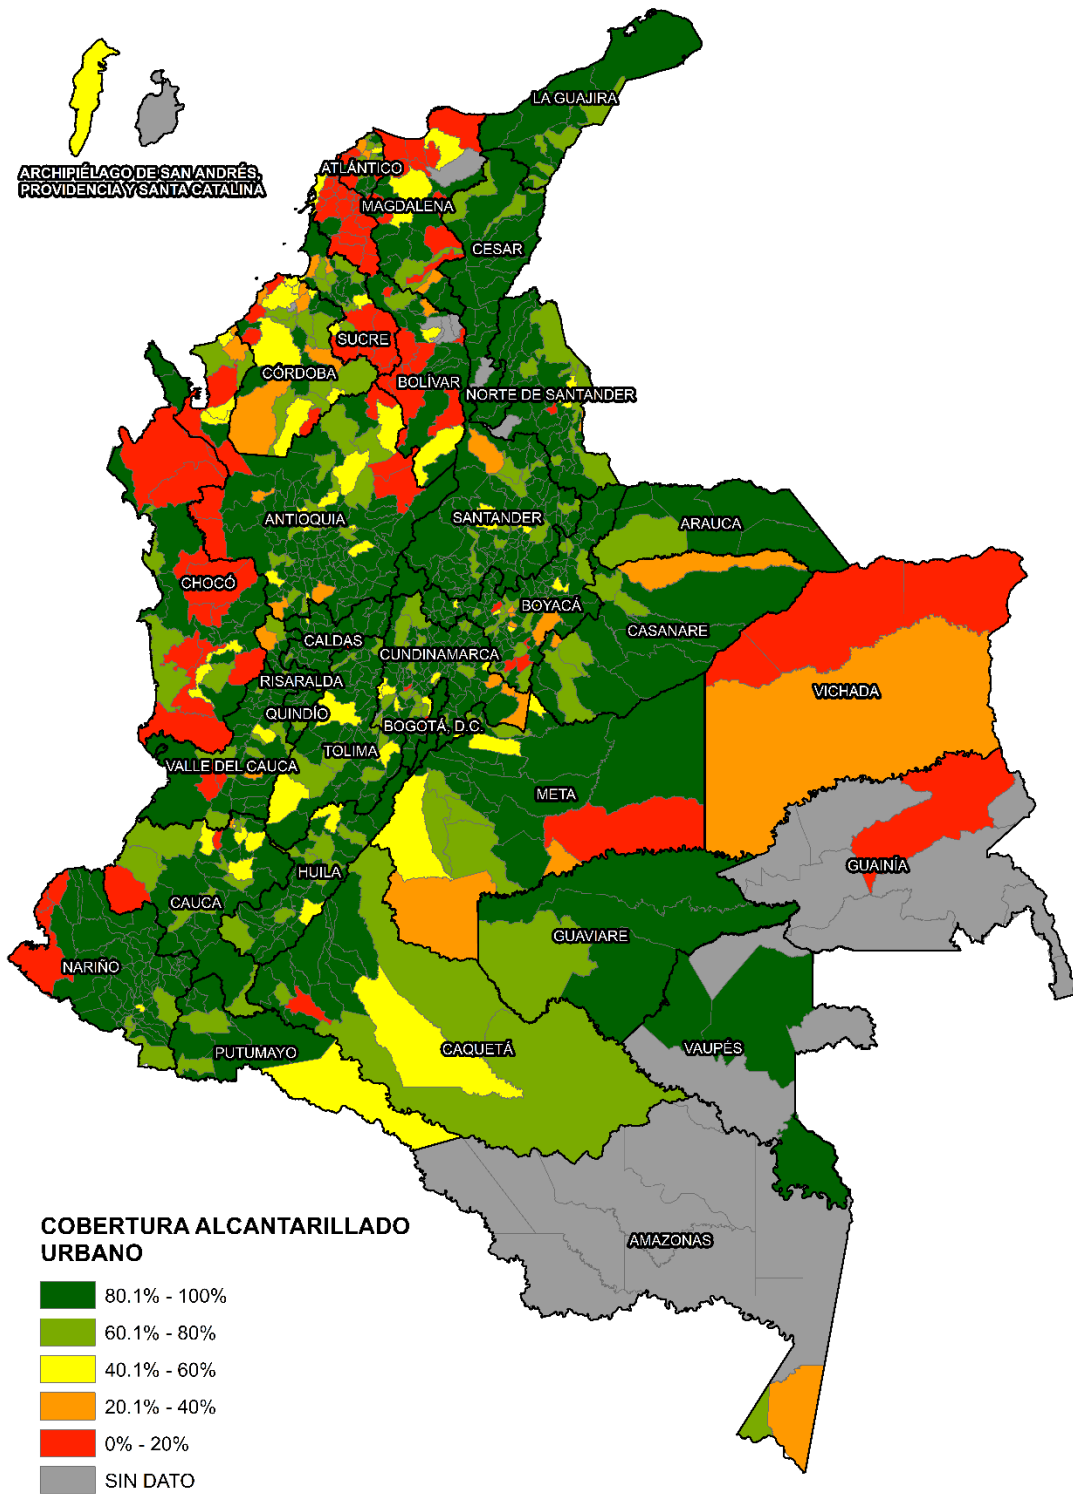 LA GUAJIRA
ARCHIPIÉLAGO DE SAN ANDRÉS,
PROVIDENCIA Y SANTA CATALINA
ATLÁNTICO
MAGDALENA
CESAR
SUCRE
CÓRDOBA
BOLÍVAR
NORTE DE SANTANDER
ANTIOQUIA
SANTANDER
ARAUCA
CHOCÓ
BOYACÁ
CASANARE
CALDAS
CUNDINAMARCA
RISARALDA
VICHADA
QUINDÍO
BOGOTÁ, D.C.
TOLIMA
VALLE DEL CAUCA
META
GUAINÍA
HUILA
CAUCA
GUAVIARE
NARIÑO
VAUPÉS
CAQUETÁ
PUTUMAYO
AMAZONAS
COBERTURA ALCANTARILLADO
URBANO
80.1% - 100%
60.1% - 80%
40.1% - 60%
20.1% - 40%
0% - 20%
SIN DATO